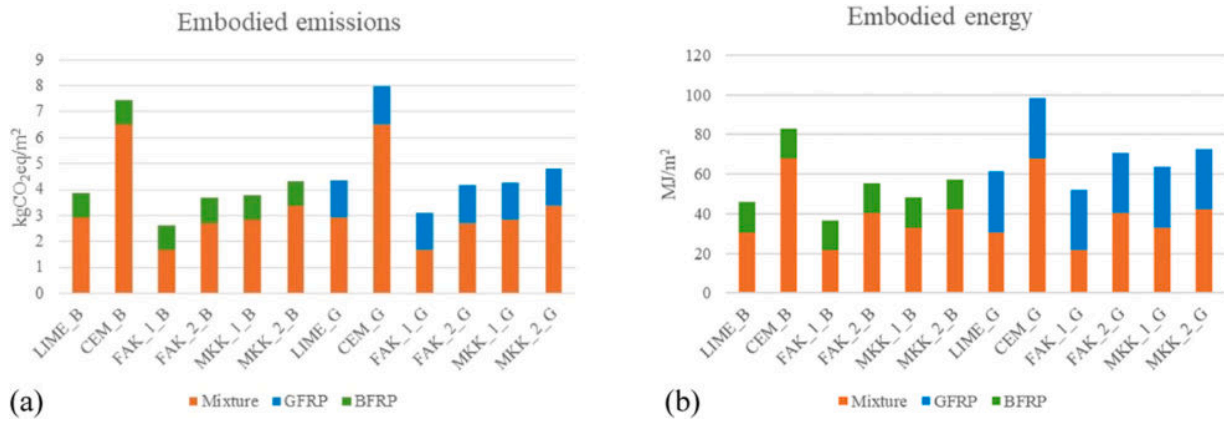 Embodied emissions
9
8
7
6
5
4
3
2
1
0
kgCO₂eq/m²
LIME_B
CEM_B
FAK_1_B
FAK_2_B
MKK_1_B
MKK_2_B
LIME_G
CEM_G
FAK_1_G
FAK_2_G
MKK_1_G
MKK_2_G
(a)
Mixture GFRP BFRP
Embodied energy
120
100
80
60
40
20
0
MJ/m²
LIME_B
CEM_B
FAK_1_B
FAK_2_B
MKK_1_B
MKK_2_B
LIME_G
CEM_G
FAK_1_G
FAK_2_G
MKK_1_G
MKK_2_G
(b)
Mixture GFRP BFRP